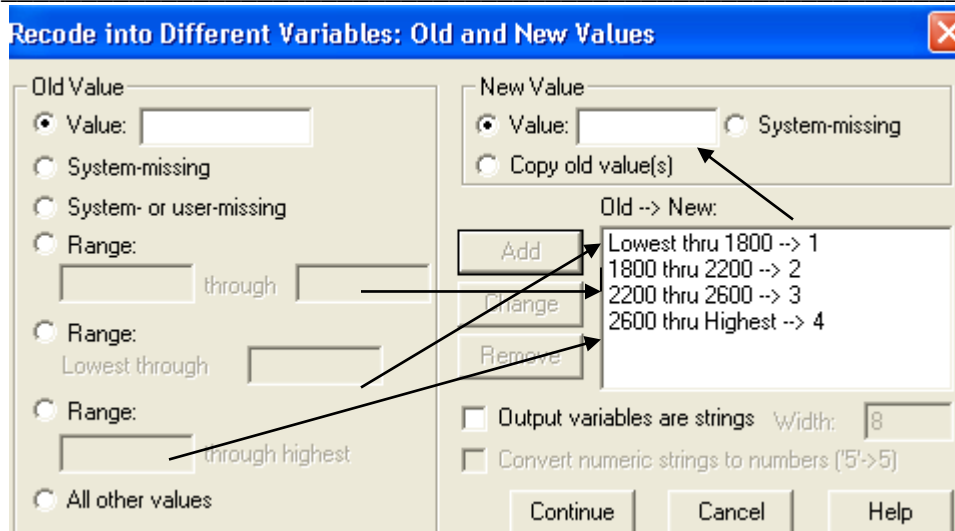 Recode into Different Variables: Old and New Values
Old Value
Value:
System-missing
System- or user-missing
Range:
through
Range:
Lowest through
Range:
through highest
All other values
New Value
Value:
System-missing
Copy old value(s)
Old --> New:
Add
Change
Remove
Lowest thru 1800 --> 1
1800 thru 2200 --> 2
2200 thru 2600 --> 3
2600 thru Highest --> 4
Output variables are strings Width: 8
Convert numeric strings to numbers ('5'->5)
Continue Cancel Help